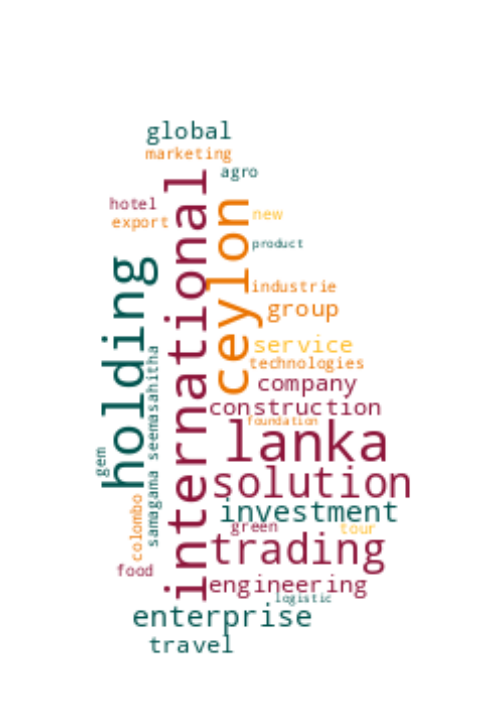 global
marketing
agro
international
hotel
export
ceylon
new
product
holding
industrie
group
service
technologies
samagama seemasahitha
company
construction
foundation
lanka
gem
solution
colombo
investment
green
tour
trading
food
engineering
logistic
enterprise
travel